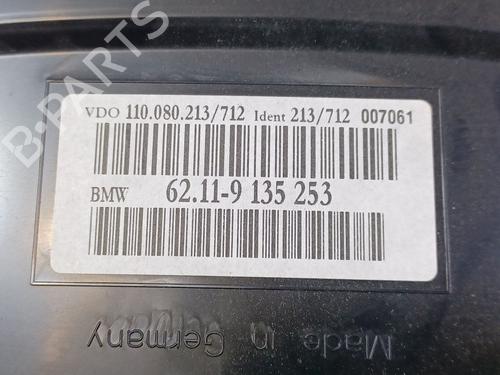 B-PARTS
VDO 110.080.213/712 Ident 213/712 007061
BMW 62.11-9 135 253
Made in Germany